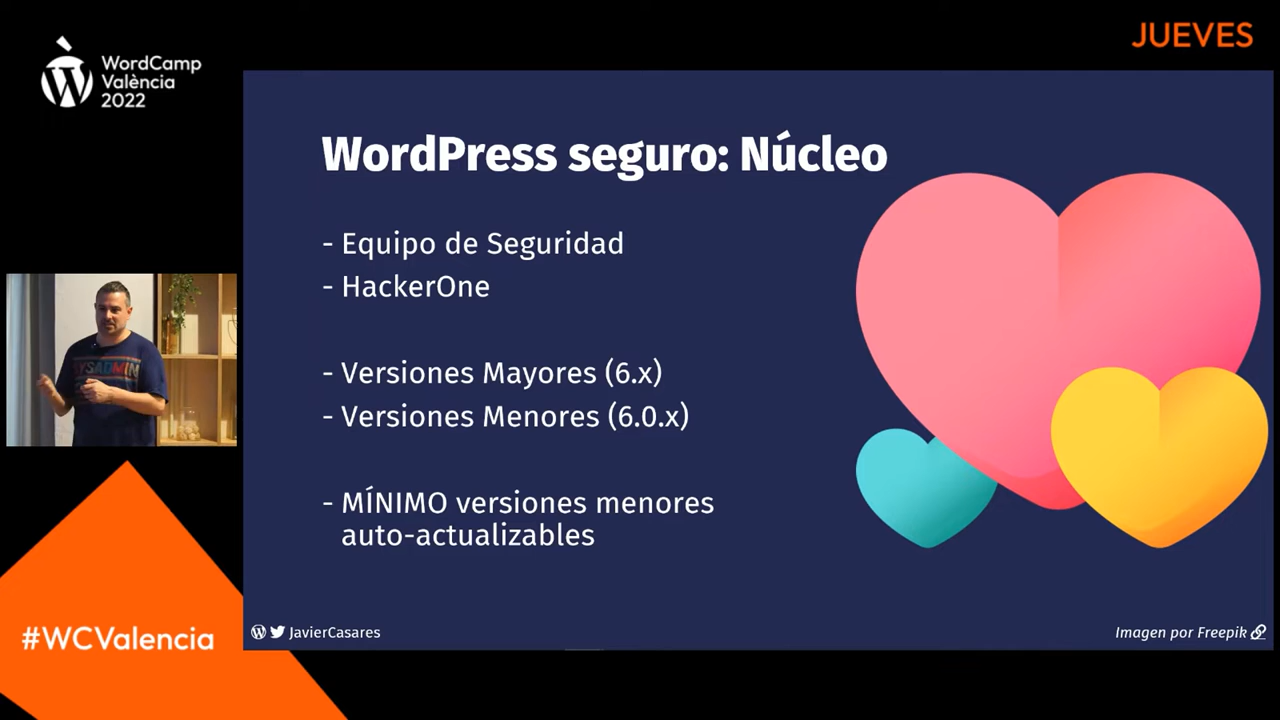 JUEVES
WordCamp
València
2022
WordPress seguro: Núcleo
- Equipo de Seguridad
- HackerOne
- Versiones Mayores (6.x)
- Versiones Menores (6.0.x)
- MÍNIMO versiones menores
auto-actualizables
SYSADMIN
#WCValencia
JavierCasares
Imagen por Freepik